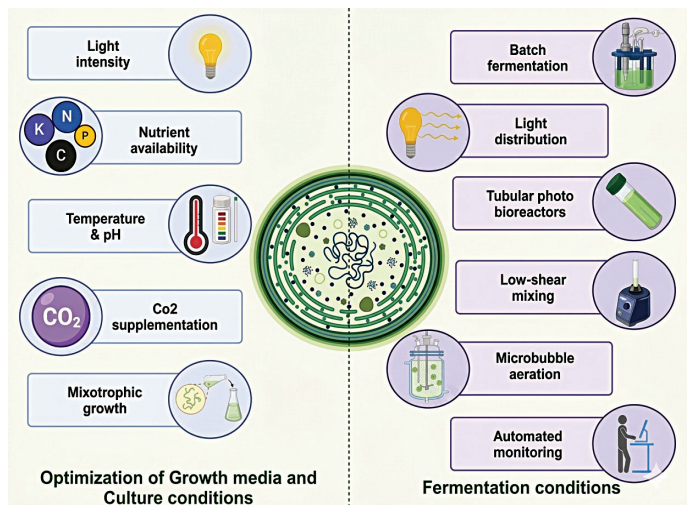 Light
intensity
K
N
P
C
Nutrient
availability
Temperature
& pH
CO2
Co2
supplementation
Mixotrophic
growth
Optimization of Growth media and
Culture conditions
Batch
fermentation
Light
distribution
Tubular photo
bioreactors
Low-shear
mixing
Microbubble
aeration
Automated
monitoring
Fermentation conditions